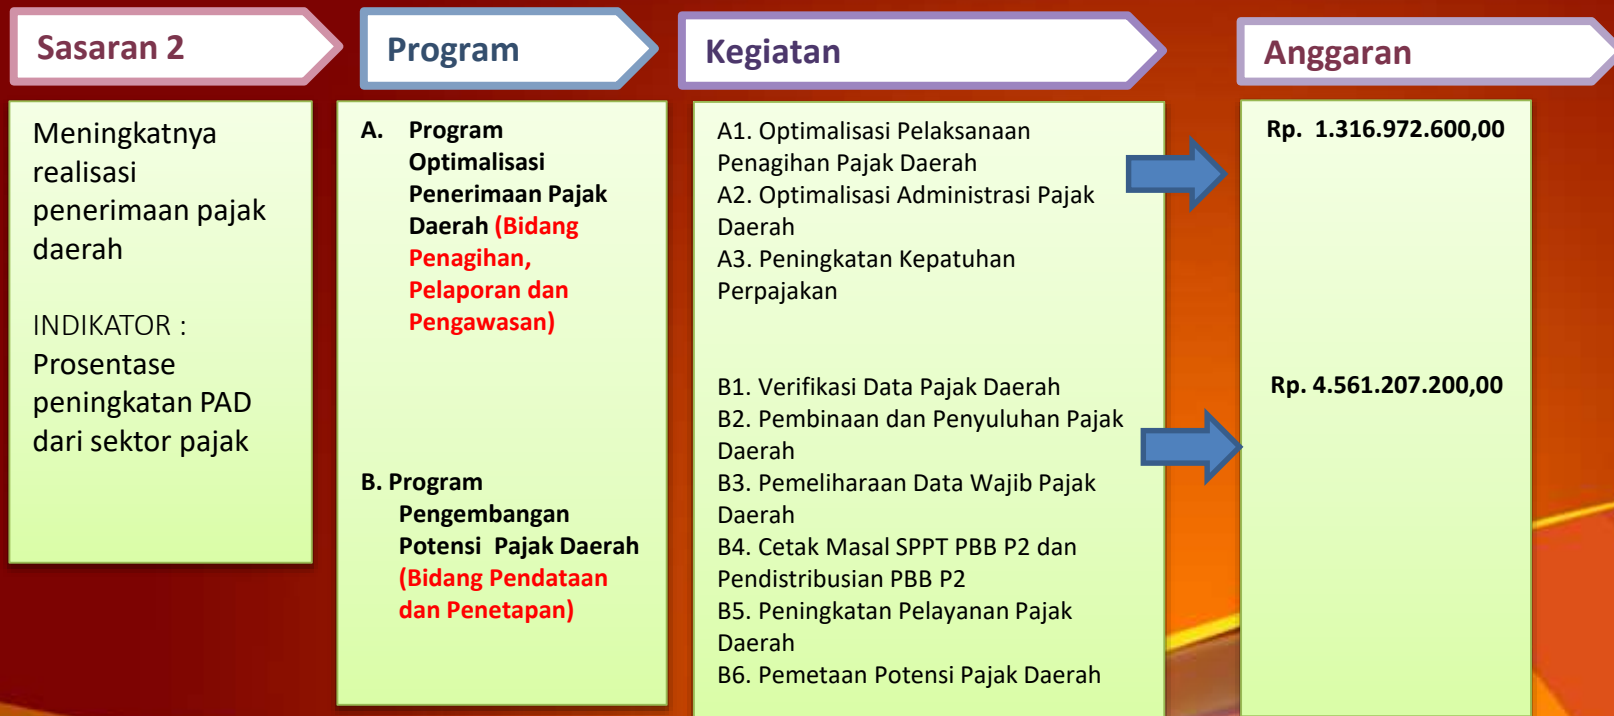 Sasaran 2
Program
Kegiatan
Anggaran
Meningkatnya
realisasi
penerimaan pajak
daerah
INDIKATOR :
Prosentase
peningkatan PAD
dari sektor pajak
A. Program
Optimalisasi
Penerimaan Pajak
Daerah (Bidang
Penagihan,
Pelaporan dan
Pengawasan)
B. Program
Pengembangan
Potensi Pajak Daerah
(Bidang Pendataan
dan Penetapan)
A1. Optimalisasi Pelaksanaan
Penagihan Pajak Daerah
A2. Optimalisasi Administrasi Pajak
Daerah
A3. Peningkatan Kepatuhan
Perpajakan
B1. Verifikasi Data Pajak Daerah
B2. Pembinaan dan Penyuluhan Pajak
Daerah
B3. Pemeliharaan Data Wajib Pajak
Daerah
B4. Cetak Masal SPPT PBB P2 dan
Pendistribusian PBB P2
B5. Peningkatan Pelayanan Pajak
Daerah
B6. Pemetaan Potensi Pajak Daerah
Rp. 1.316.972.600,00
Rp. 4.561.207.200,00